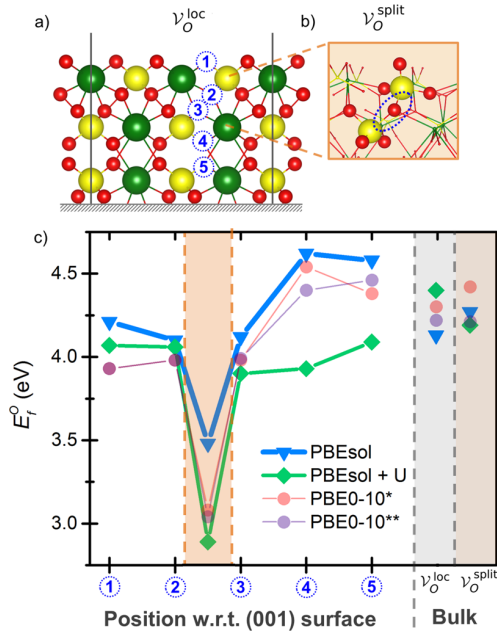 a) 𝒱_O^loc
b) 𝒱_O^split
1
2
3
4
5
c)
4.5
4.0
3.5
3.0
E_f^O (eV)
PBEsol
PBEsol + U
PBE0-10*
PBE0-10**
1 2 3 4 5
𝒱_O^loc 𝒱_O^split
Position w.r.t. (001) surface Bulk